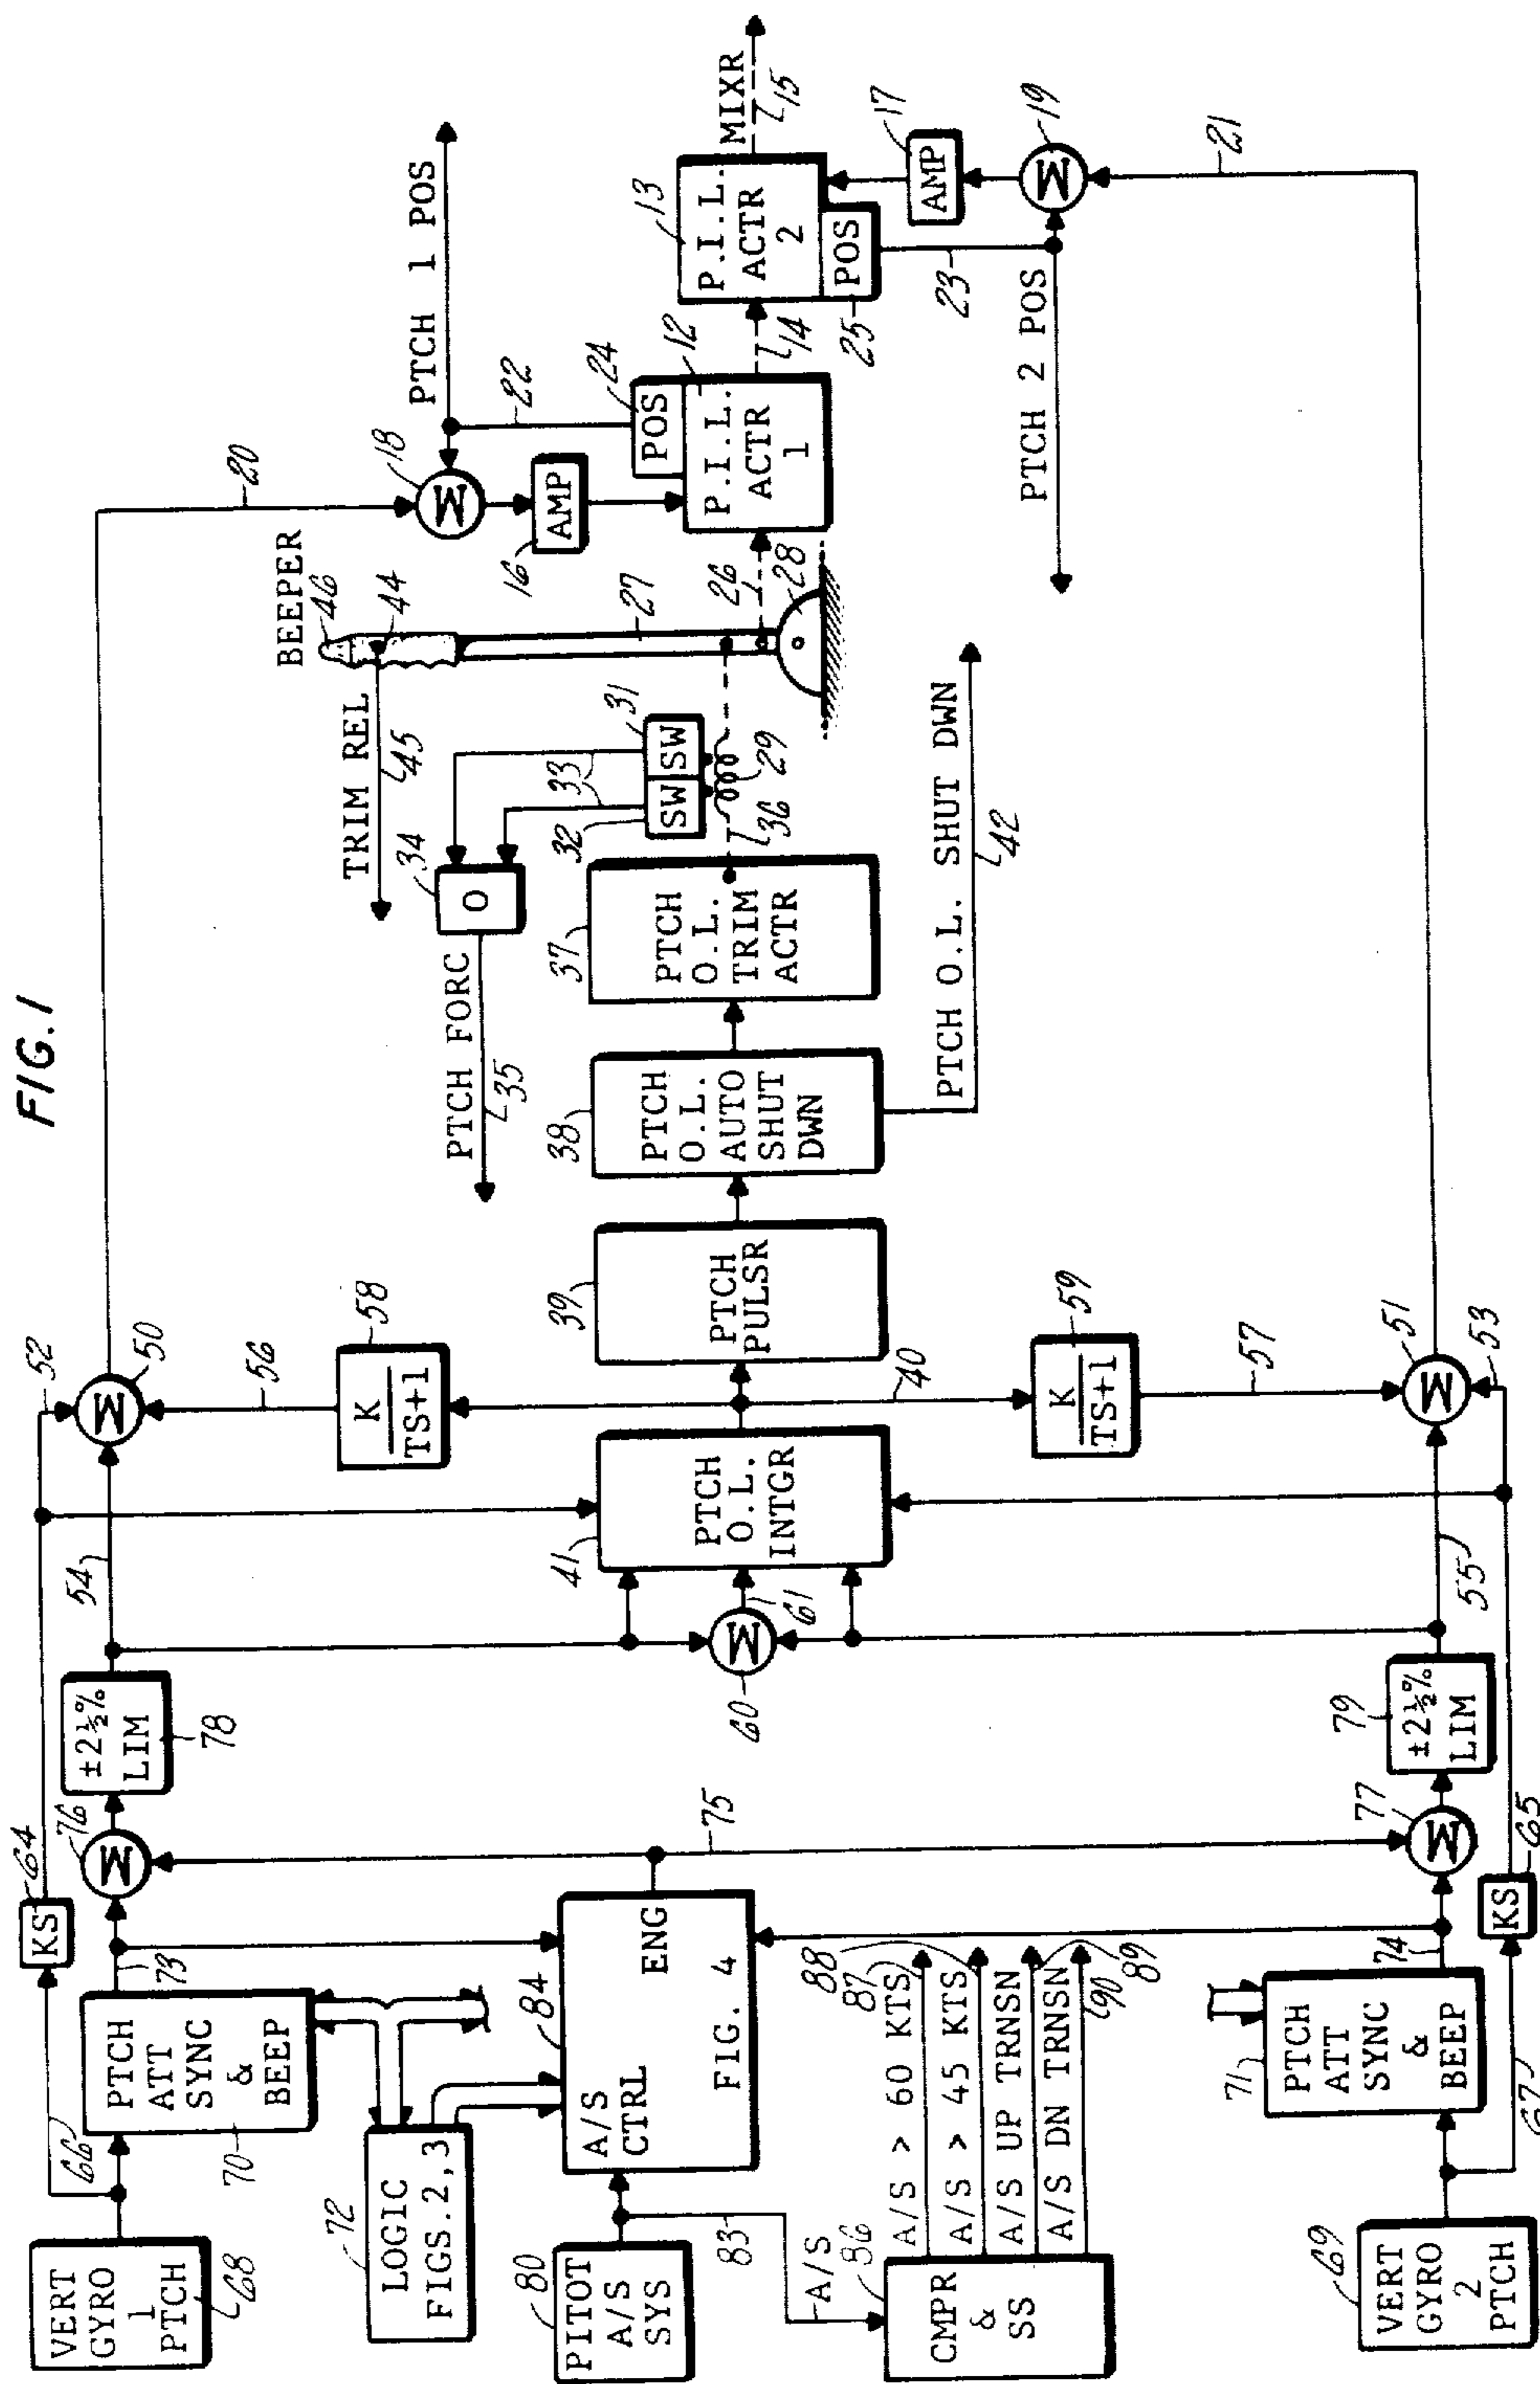 FIG. 1
VERT
GYRO
1
PTCH
68
66
KS
64
52
PTCH
ATT
SYNC
&
BEEP
70
73
M
76
±2½%
LIM
78
54
M
50
20
56
K
TS+1
58
LOGIC
FIGS. 2, 3
72
PITOT
A/S
SYS
80
83
A/S
A/S
CTRL
ENG
FIG. 4
84
75
CMPR
&
SS
86
A/S > 60 KTS
87
A/S > 45 KTS
88
A/S UP TRNSN
89
A/S DN TRNSN
90
M
60
61
PTCH
O.L.
INTGR
41
40
PTCH
PULSR
39
PTCH
O.L.
AUTO
SHUT
DWN
38
PTCH O.L. SHUT DWN
42
PTCH
O.L.
TRIM
ACTR
37
36
SW
SW
32
31
29
33
O
34
PTCH FORC
35
TRIM REL
45
BEEPER
46
44
27
26
28
M
18
AMP
16
P.I.L.
ACTR
1
12
POS
24
22
PTCH 1 POS
14
P.I.L.
ACTR
2
13
POS
25
MIXR
15
AMP
17
M
19
23
21
PTCH 2 POS
VERT
GYRO
2
PTCH
69
67
KS
65
PTCH
ATT
SYNC
&
BEEP
71
74
M
77
±2½%
LIM
79
55
M
51
53
57
K
TS+1
59